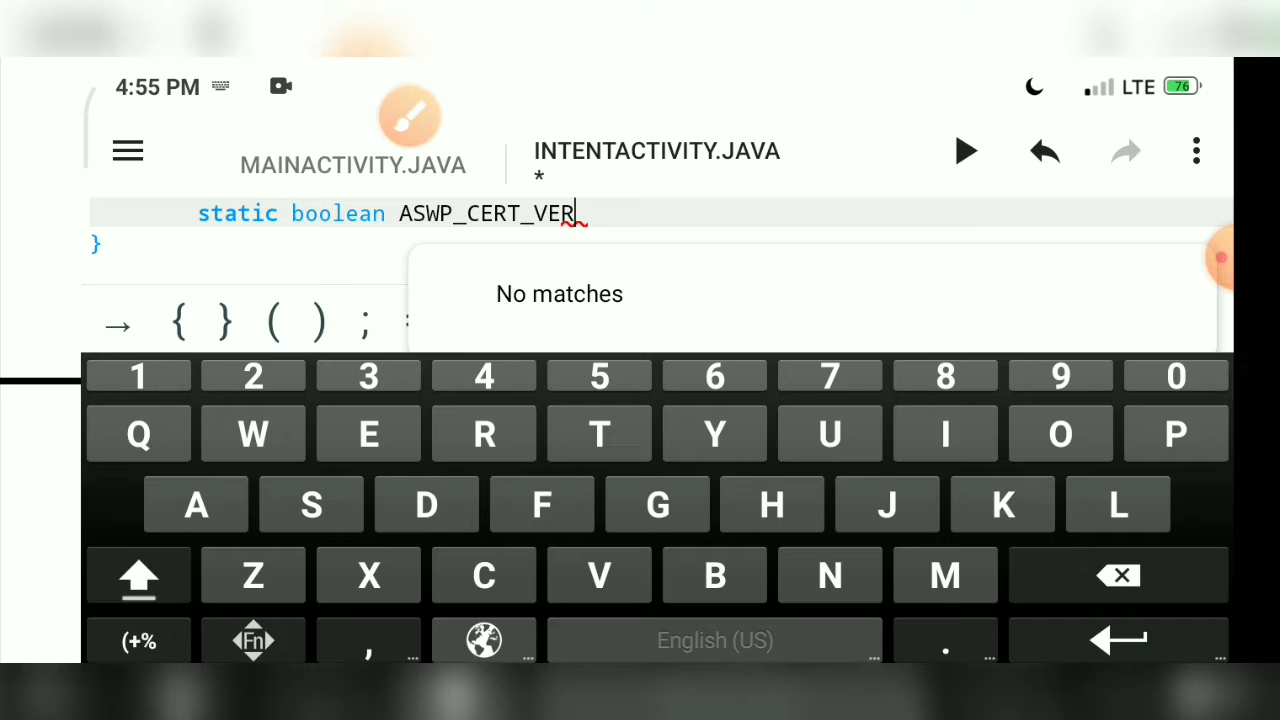 4:55 PM LTE 76
MAINACTIVITY.JAVA INTENTACTIVITY.JAVA
*
static boolean ASWP_CERT_VER
}
No matches
→ { } ( ) ;
1 2 3 4 5 6 7 8 9 0
Q W E R T Y U I O P
A S D F G H J K L
Z X C V B N M
(+% Fn , English (US) .